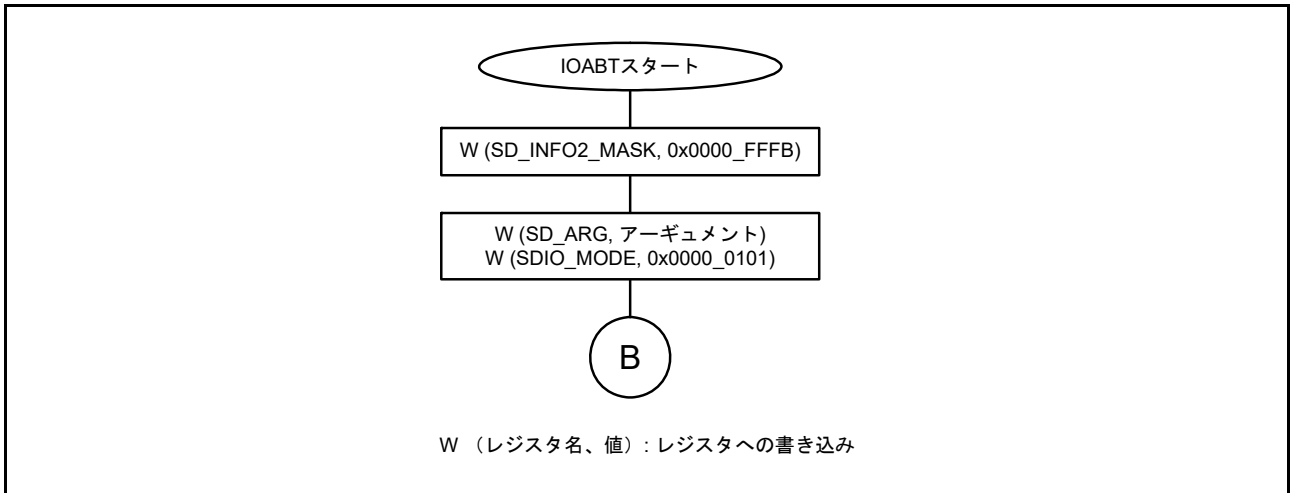 IOABTスタート
W (SD_INFO2_MASK, 0x0000_FFFB)
W (SD_ARG, アーギュメント)
W (SDIO_MODE, 0x0000_0101)
B
W （レジスタ名、値）: レジスタへの書き込み